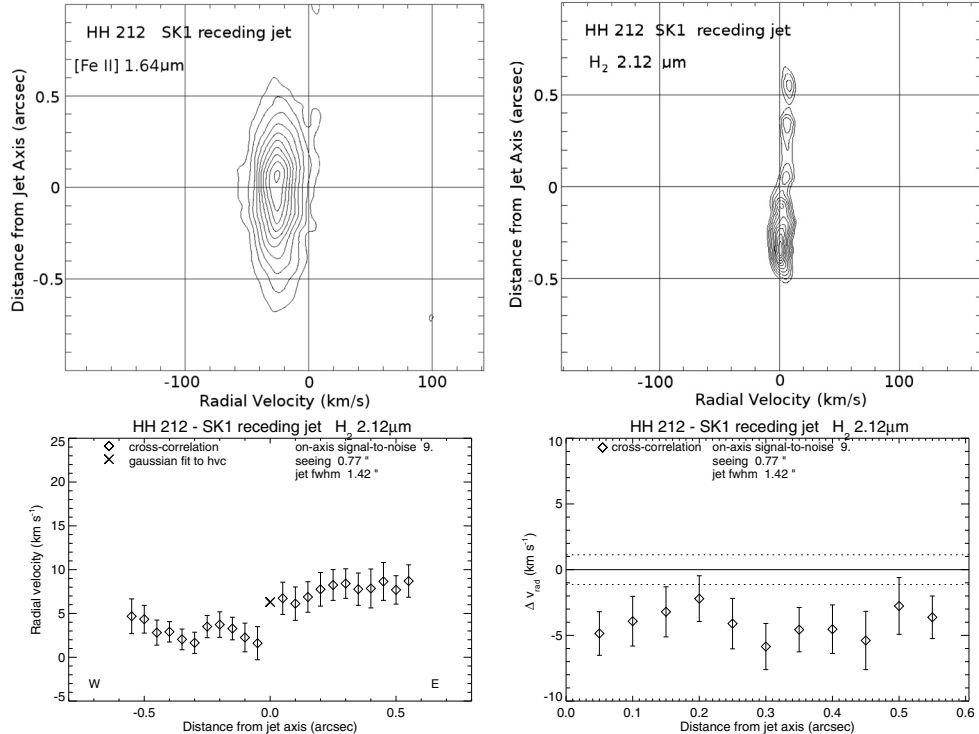 HH 212 SK1 receding jet
[Fe II] 1.64μm
Distance from Jet Axis (arcsec)
0.5
0
-0.5
-100
0
100
Radial Velocity (km/s)
HH 212 SK1 receding jet
H2 2.12 μm
Distance from Jet Axis (arcsec)
0.5
0
-0.5
-100
0
100
Radial Velocity (km/s)
HH 212 - SK1 receding jet H2 2.12μm
cross-correlation
gaussian fit to hvc
on-axis signal-to-noise 9.
seeing 0.77 "
jet fwhm 1.42 "
Radial velocity (km s-1)
25
20
15
10
5
0
-5
W
E
-0.5
0.0
0.5
Distance from jet axis (arcsec)
HH 212 - SK1 receding jet H2 2.12μm
cross-correlation
on-axis signal-to-noise 9.
seeing 0.77 "
jet fwhm 1.42 "
Δ vrad (km s-1)
10
5
0
-5
-10
0.0
0.1
0.2
0.3
0.4
0.5
0.6
Distance from jet axis (arcsec)